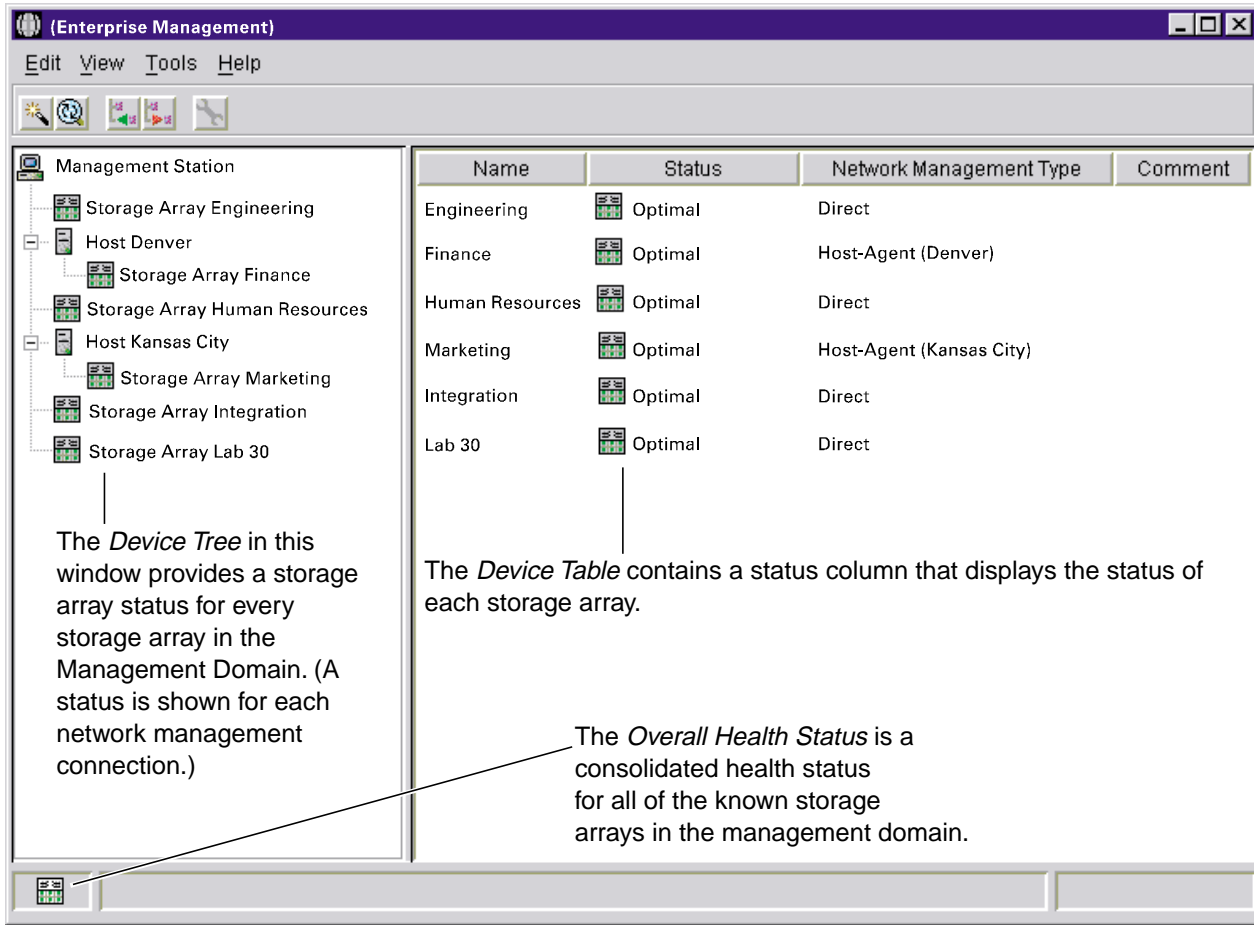 (Enterprise Management)
Edit View Tools Help
Management Station
Storage Array Engineering
Host Denver
Storage Array Finance
Storage Array Human Resources
Host Kansas City
Storage Array Marketing
Storage Array Integration
Storage Array Lab 30
The Device Tree in this
window provides a storage
array status for every
storage array in the
Management Domain. (A
status is shown for each
network management
connection.)
Name Status Network Management Type Comment
Engineering Optimal Direct
Finance Optimal Host-Agent (Denver)
Human Resources Optimal Direct
Marketing Optimal Host-Agent (Kansas City)
Integration Optimal Direct
Lab 30 Optimal Direct
The Device Table contains a status column that displays the status of
each storage array.
The Overall Health Status is a
consolidated health status
for all of the known storage
arrays in the management domain.